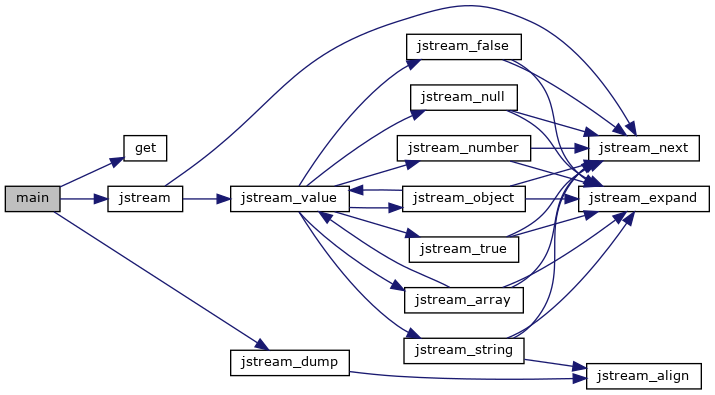 main
get
jstream
jstream_dump
jstream_value
jstream_false
jstream_null
jstream_number
jstream_object
jstream_true
jstream_array
jstream_string
jstream_next
jstream_expand
jstream_align